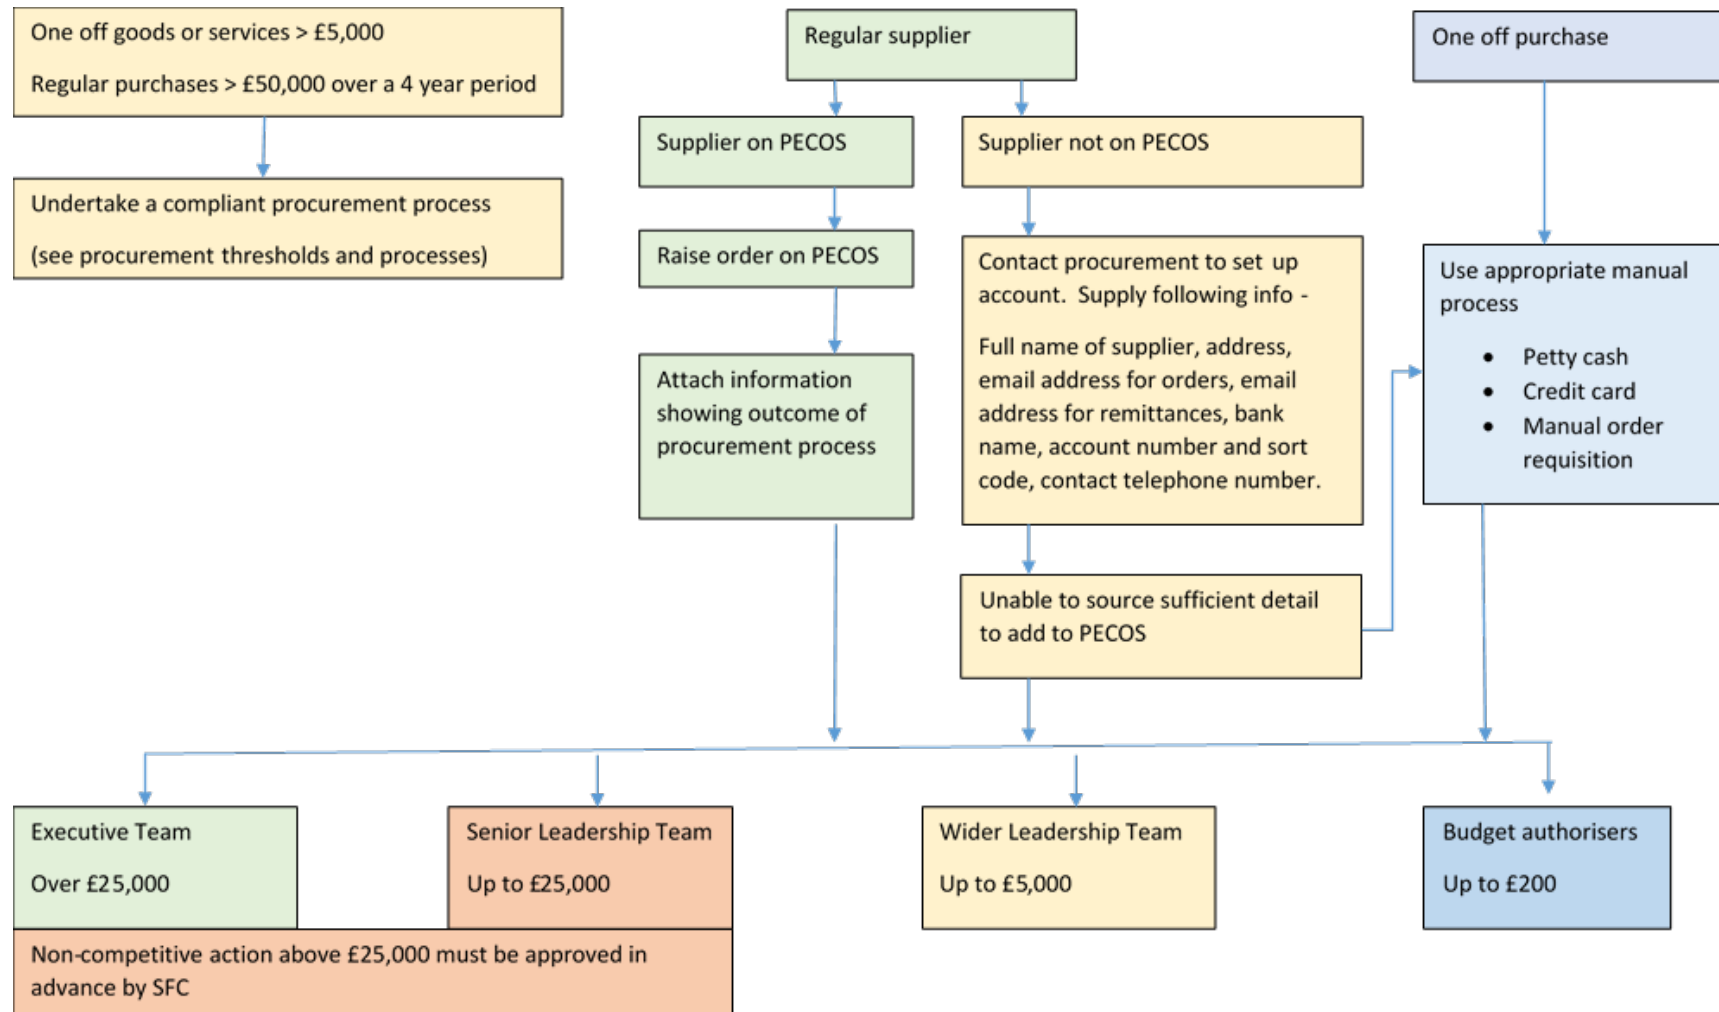 One off goods or services > £5,000
Regular purchases > £50,000 over a 4 year period
Undertake a compliant procurement process
(see procurement thresholds and processes)
Regular supplier
Supplier on PECOS
Raise order on PECOS
Attach information
showing outcome of
procurement process
Supplier not on PECOS
Contact procurement to set up
account. Supply following info -
Full name of supplier, address,
email address for orders, email
address for remittances, bank
name, account number and sort
code, contact telephone number.
Unable to source sufficient detail
to add to PECOS
One off purchase
Use appropriate manual
process
• Petty cash
• Credit card
• Manual order
requisition
Executive Team
Over £25,000
Senior Leadership Team
Up to £25,000
Non-competitive action above £25,000 must be approved in
advance by SFC
Wider Leadership Team
Up to £5,000
Budget authorisers
Up to £200